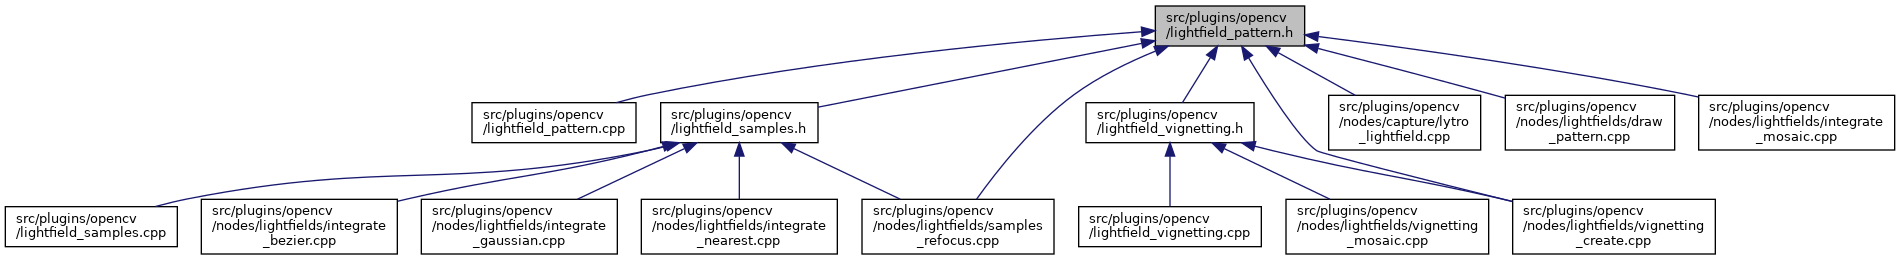 src/plugins/opencv
/lightfield_pattern.h
src/plugins/opencv
/lightfield_pattern.cpp
src/plugins/opencv
/lightfield_samples.h
src/plugins/opencv
/lightfield_vignetting.h
src/plugins/opencv
/nodes/capture/lytro
_lightfield.cpp
src/plugins/opencv
/nodes/lightfields/draw
_pattern.cpp
src/plugins/opencv
/nodes/lightfields/integrate
_mosaic.cpp
src/plugins/opencv
/lightfield_samples.cpp
src/plugins/opencv
/nodes/lightfields/integrate
_bezier.cpp
src/plugins/opencv
/nodes/lightfields/integrate
_gaussian.cpp
src/plugins/opencv
/nodes/lightfields/integrate
_nearest.cpp
src/plugins/opencv
/nodes/lightfields/samples
_refocus.cpp
src/plugins/opencv
/lightfield_vignetting.cpp
src/plugins/opencv
/nodes/lightfields/vignetting
_mosaic.cpp
src/plugins/opencv
/nodes/lightfields/vignetting
_create.cpp